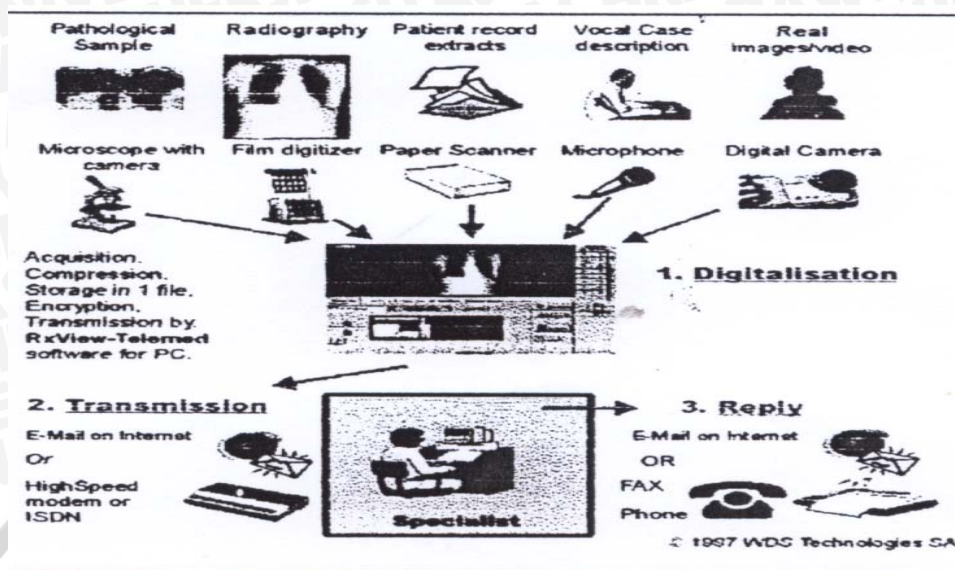 Pathological
Sample
Radiography
Patient record
extracts
Vocal Case
description
Real
images/video
Microscope with
camera
Film digitizer
Paper Scanner
Microphone
Digital Camera
Acquisition.
Compression.
Storage in 1 file.
Encryption.
Transmission by
RxView-Telemed
software for PC.
1. Digitalisation
2. Transmission
E-Mail on Internet
Or
HighSpeed
modem or
ISDN
Specialist
3. Reply
E-Mail on Internet
OR
FAX
Phone
© 1997 WDS Technologies SA